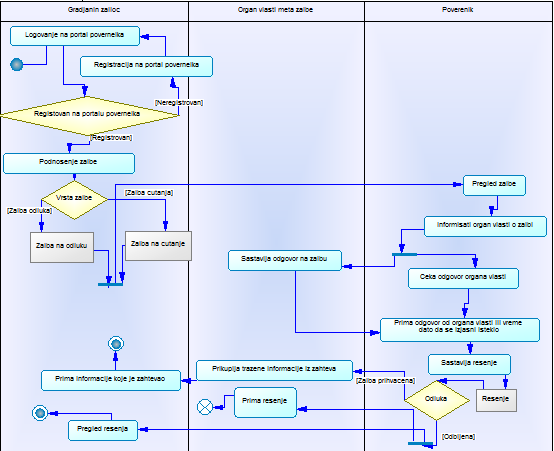 Gradjanin zalioc
Organ vlasti meta zalbe
Poverenik
Logovanje na portal poverneika
Registracija na portal poverneika
[Neregistrovan]
Registovan na portalu poverneika
[Registrovan]
Podnosenje zalbe
Vrsta zalbe
[Zalba cutanja]
[Zalba odluka]
Zalba na odluku
Zalba na cutanje
Pregled zalbe
Informisati organ vlasti o zalbi
Sastavlja odgovor na zalbu
Ceka odgovor organa vlasti
Prima odgovor od organa vlasti ili vreme
dato da se izjasni isteklo
Sastavlja resenje
Prikuplja trazene informacije iz zahteva
Prima informacije koje je zahtevao
[Zalba prihvacena]
Odluka
Resenje
Prima resenje
Pregled resenja
[Odbijena]